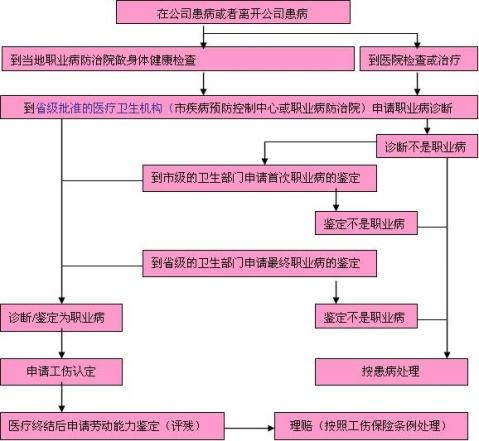 在公司患病或者离开公司患病
到当地职业病防治院做身体健康检查
到医院检查或治疗
到省级批准的医疗卫生机构（市疾病预防控制中心或职业病防治院）申请职业病诊断
诊断不是职业病
到市级的卫生部门申请首次职业病的鉴定
鉴定不是职业病
到省级的卫生部门申请最终职业病的鉴定
诊断/鉴定为职业病
鉴定不是职业病
申请工伤认定
按患病处理
医疗终结后申请劳动能力鉴定（评残）
理赔（按照工伤保险条例处理）